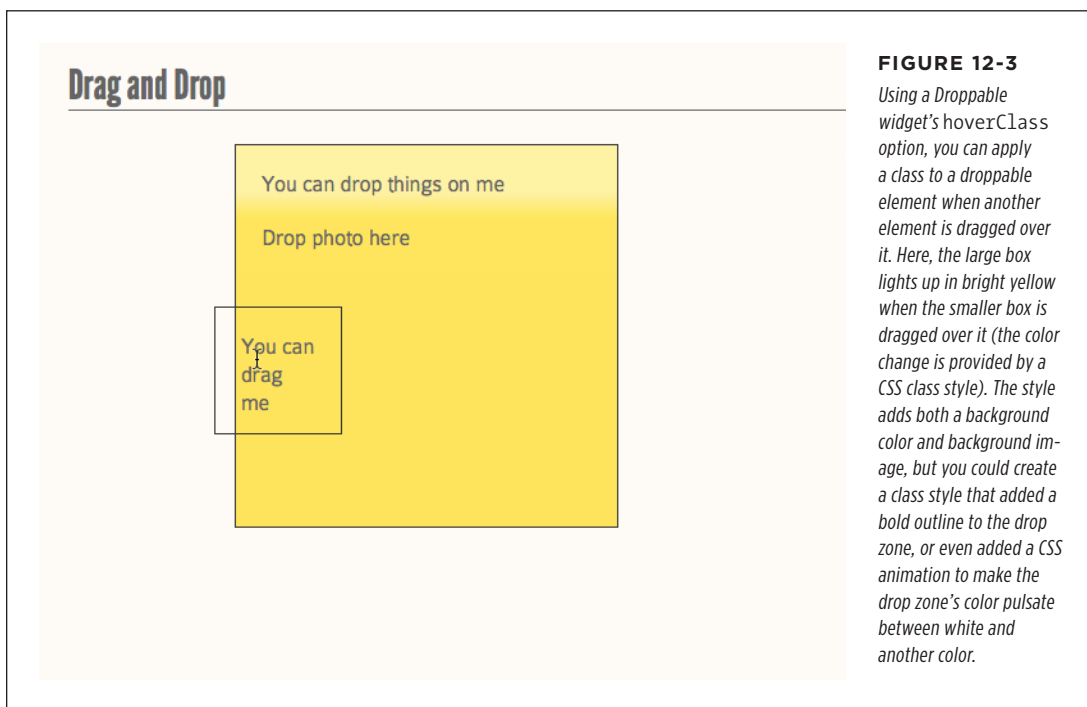 Drag and Drop
You can drop things on me
Drop photo here
You can
drag
me
FIGURE 12-3
Using a Droppable
widget's hoverClass
option, you can apply
a class to a droppable
element when another
element is dragged over
it. Here, the large box
lights up in bright yellow
when the smaller box is
dragged over it (the color
change is provided by a
CSS class style). The style
adds both a background
color and background im-
age, but you could create
a class style that added a
bold outline to the drop
zone, or even added a CSS
animation to make the
drop zone's color pulsate
between white and
another color.